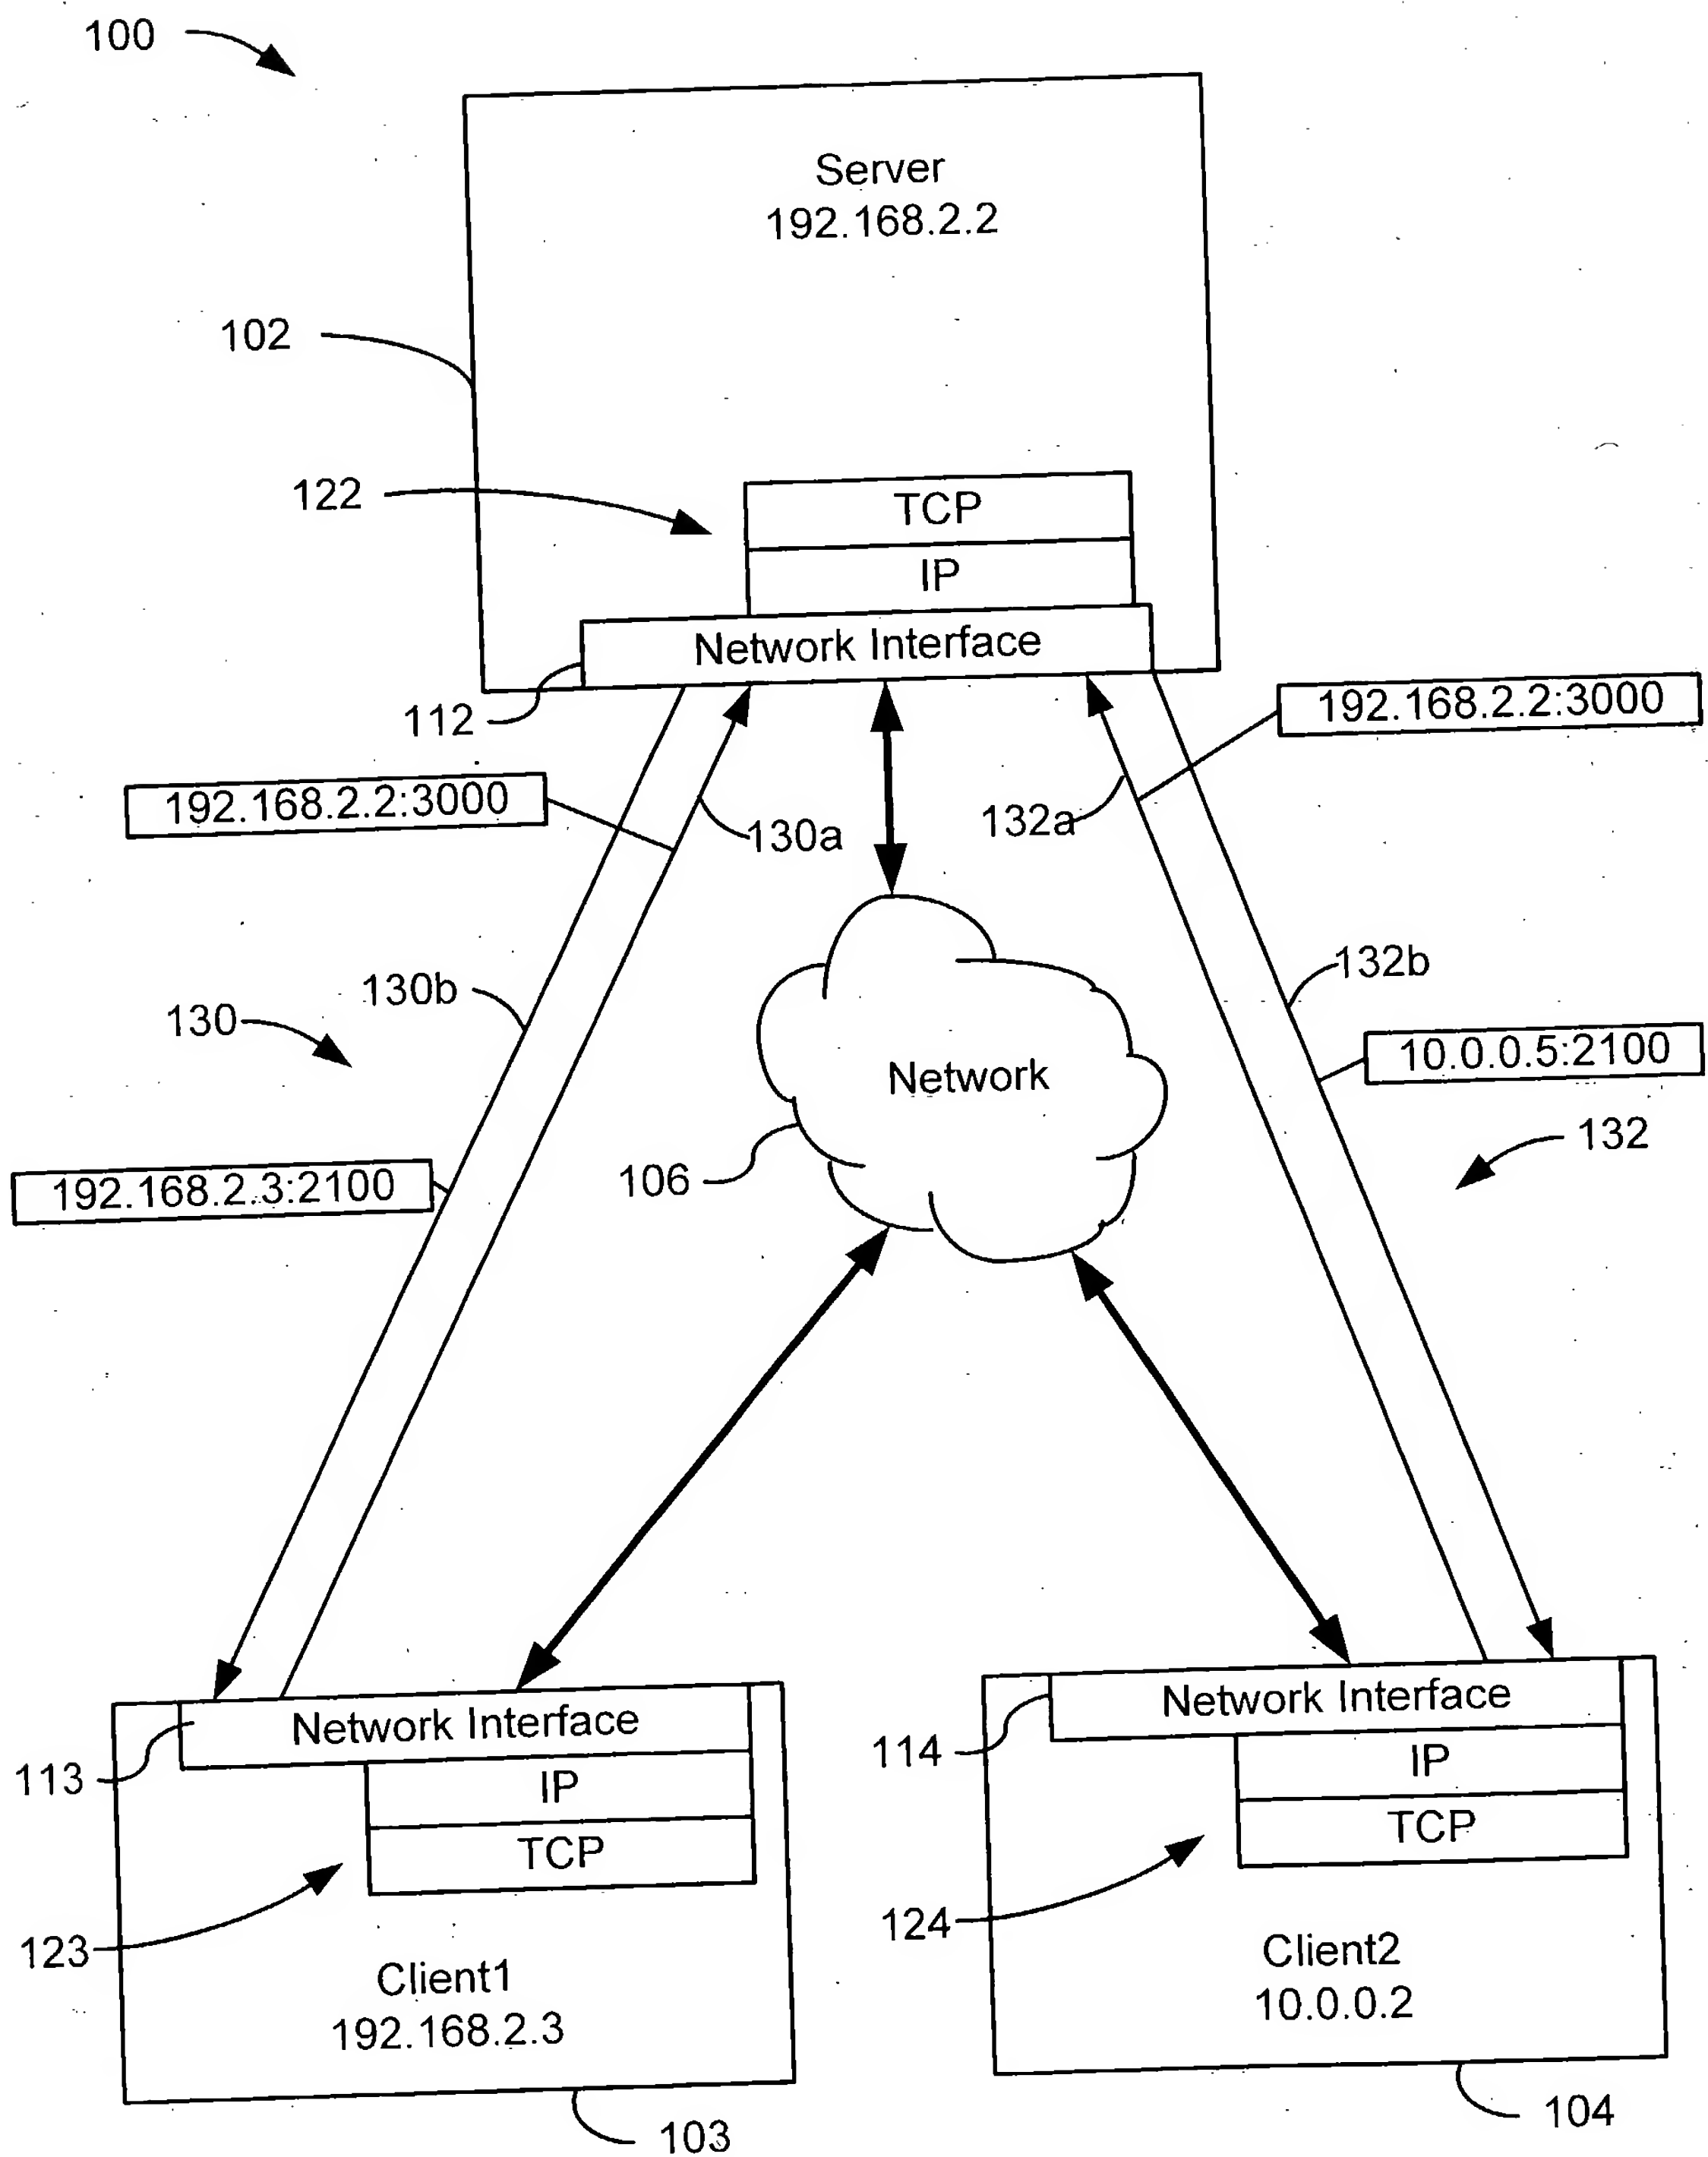 100
Server
192.168.2.2
102
122
TCP
IP
Network Interface
112
192.168.2.2:3000
192.168.2.2:3000
130a
132a
130b
132b
130
10.0.0.5:2100
Network
132
106
192.168.2.3:2100
Network Interface
Network Interface
113
114
IP
IP
TCP
TCP
123
124
Client1
192.168.2.3
Client2
10.0.0.2
103
104